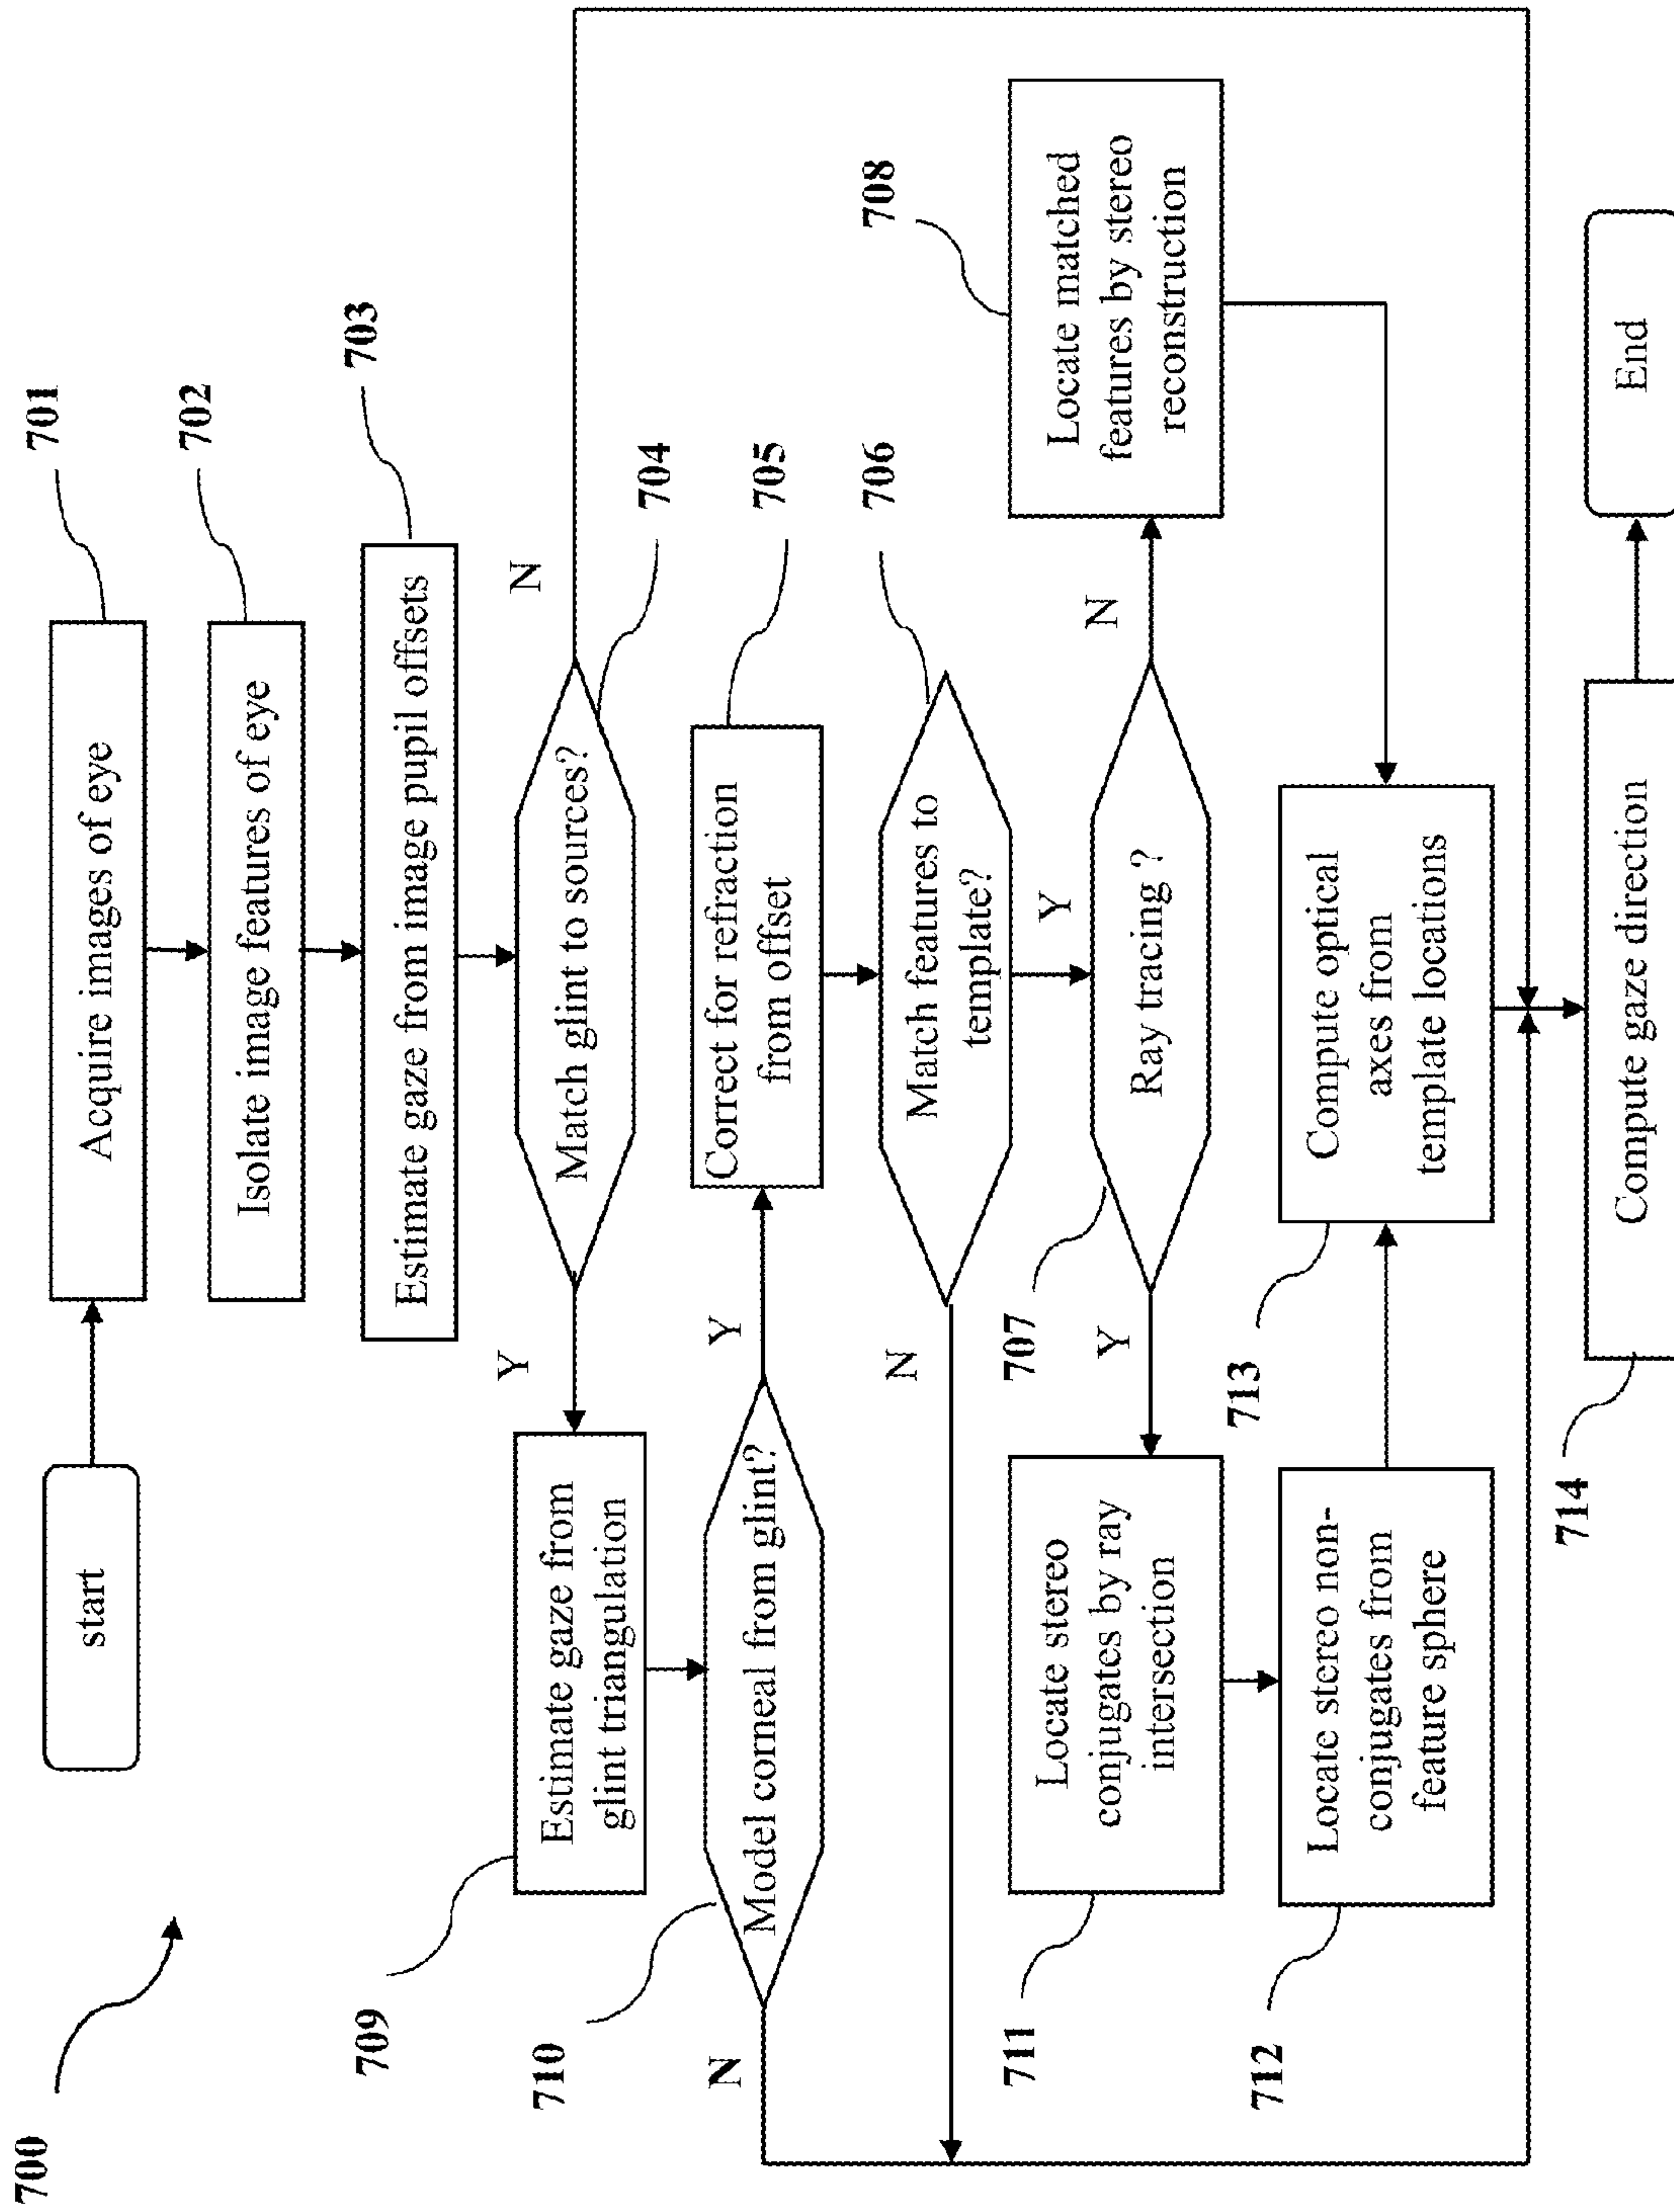 700
start
Acquire images of eye
701
Isolate image features of eye
702
Estimate gaze from image pupil offsets
703
Match glint to sources?
704
Y
N
709
Estimate gaze from
glint triangulation
710
Model corneal from glint?
N
Y
Correct for refraction
from offset
705
Match features to
template?
706
N
Y
Ray tracing ?
707
Y
N
Locate matched
features by stereo
reconstruction
708
711
Locate stereo
conjugates by ray
intersection
712
Locate stereo non-
conjugates from
feature sphere
713
Compute optical
axes from
template locations
714
Compute gaze direction
End